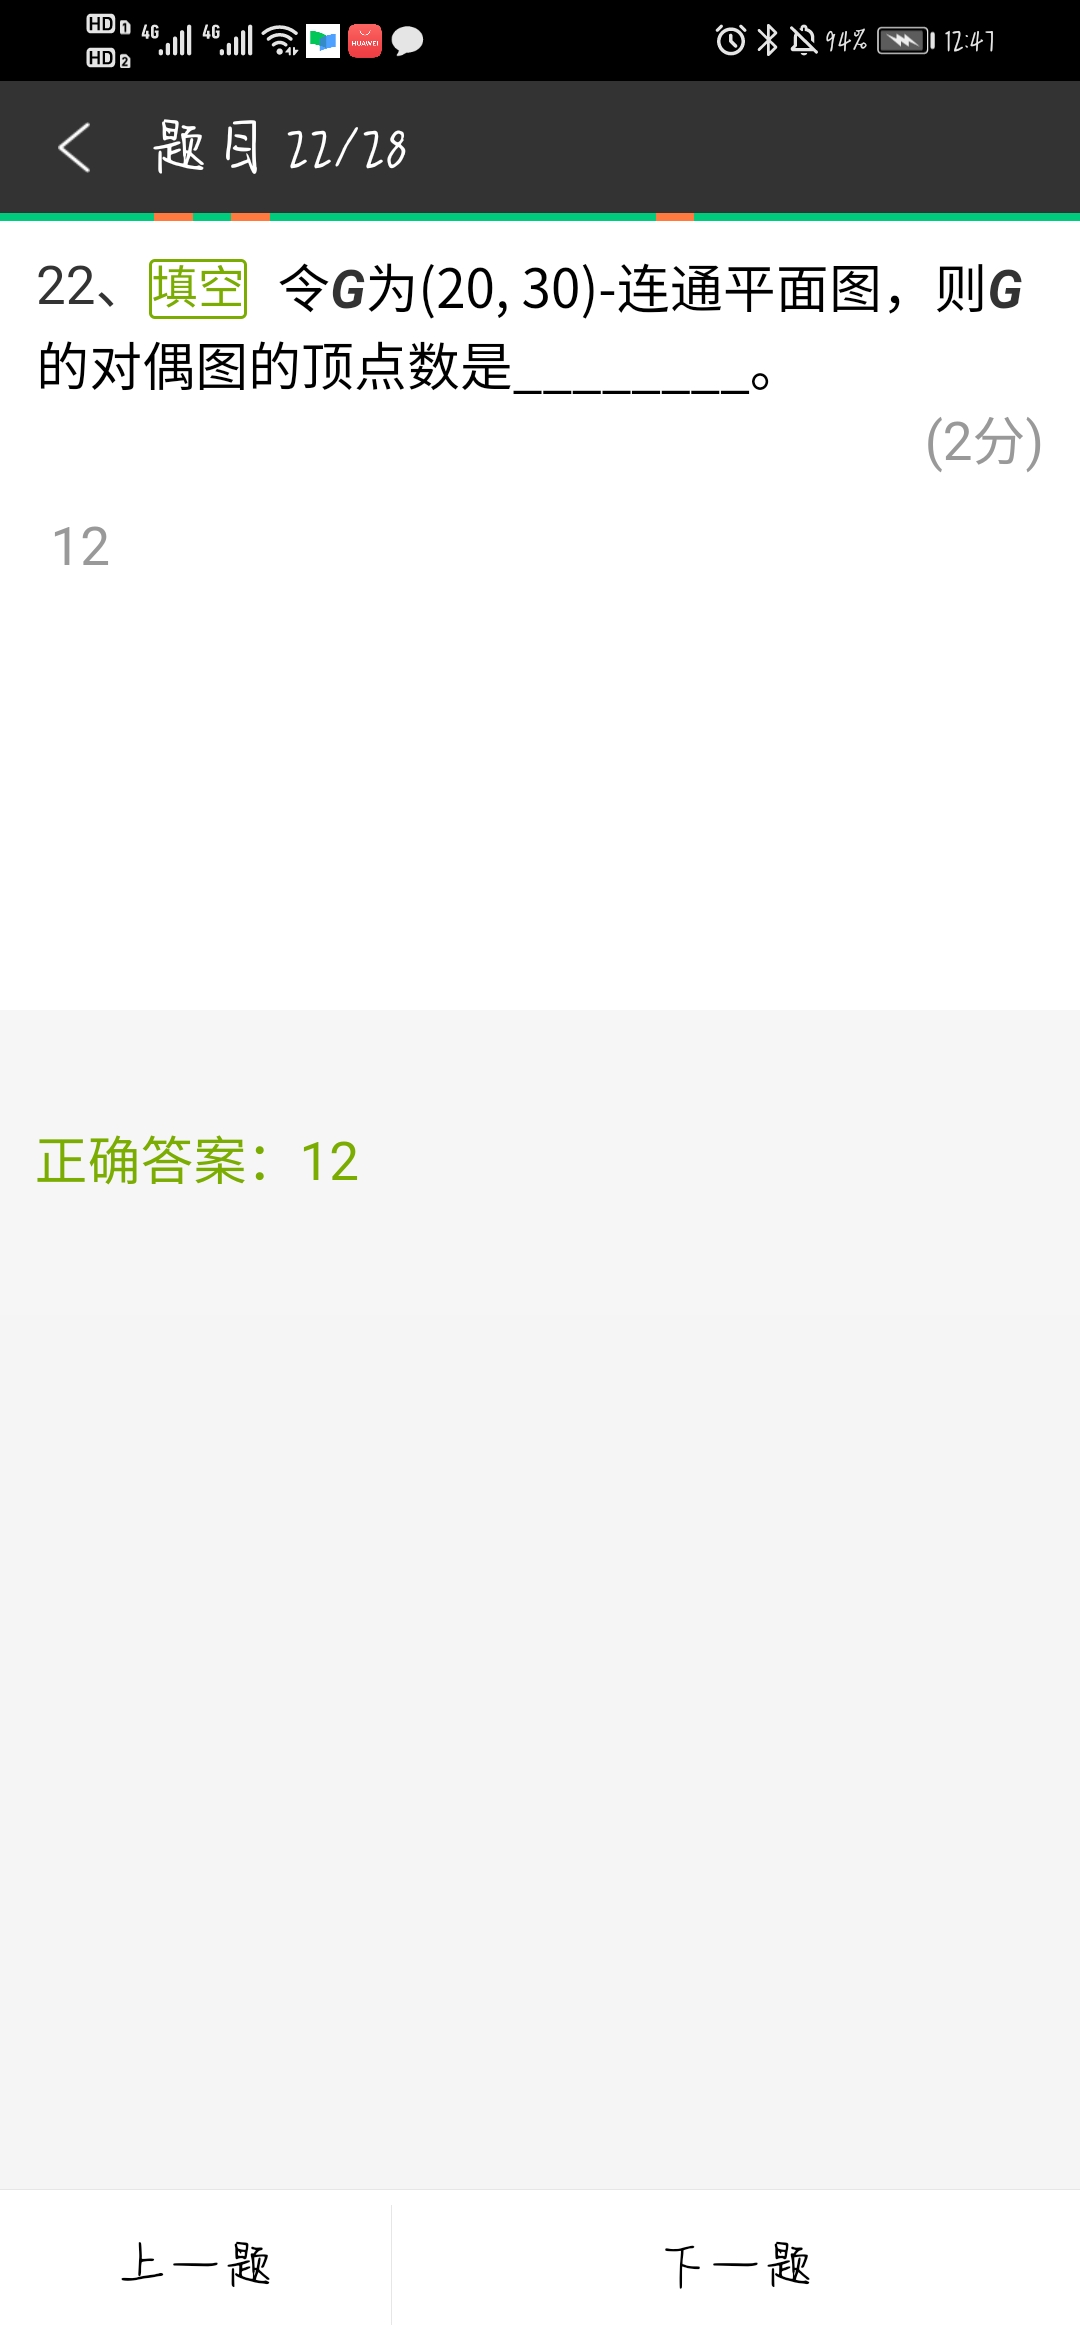 HD 1 4G 4G HUAWEI 94% 12:47
HD 2
题目 22/28
22、 填空 令G为(20, 30)-连通平面图，则G
的对偶图的顶点数是________。
(2分)
12
正确答案：12
上一题 下一题